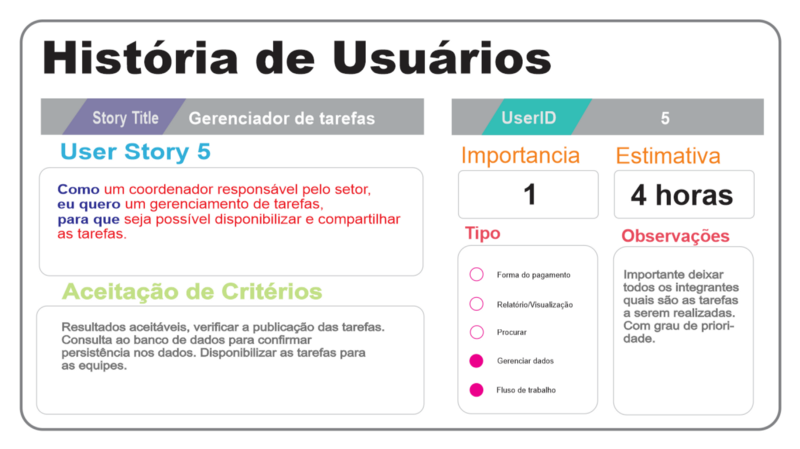 História de Usuários
Story Title
Gerenciador de tarefas
UserID
5
User Story 5
Como um coordenador responsável pelo setor,
eu quero um gerenciamento de tarefas,
para que seja possível disponibilizar e compartilhar
as tarefas.
Aceitação de Critérios
Resultados aceitáveis, verificar a publicação das tarefas.
Consulta ao banco de dados para confirmar
persistência nos dados. Disponibilizar as tarefas para
as equipes.
Importancia
1
Estimativa
4 horas
Tipo
Forma do pagamento
Relatório/Visualização
Procurar
Gerenciar dados
Fluso de trabalho
Observações
Importante deixar
todos os integrantes
quais são as tarefas
a serem realizadas.
Com grau de priori-
dade.